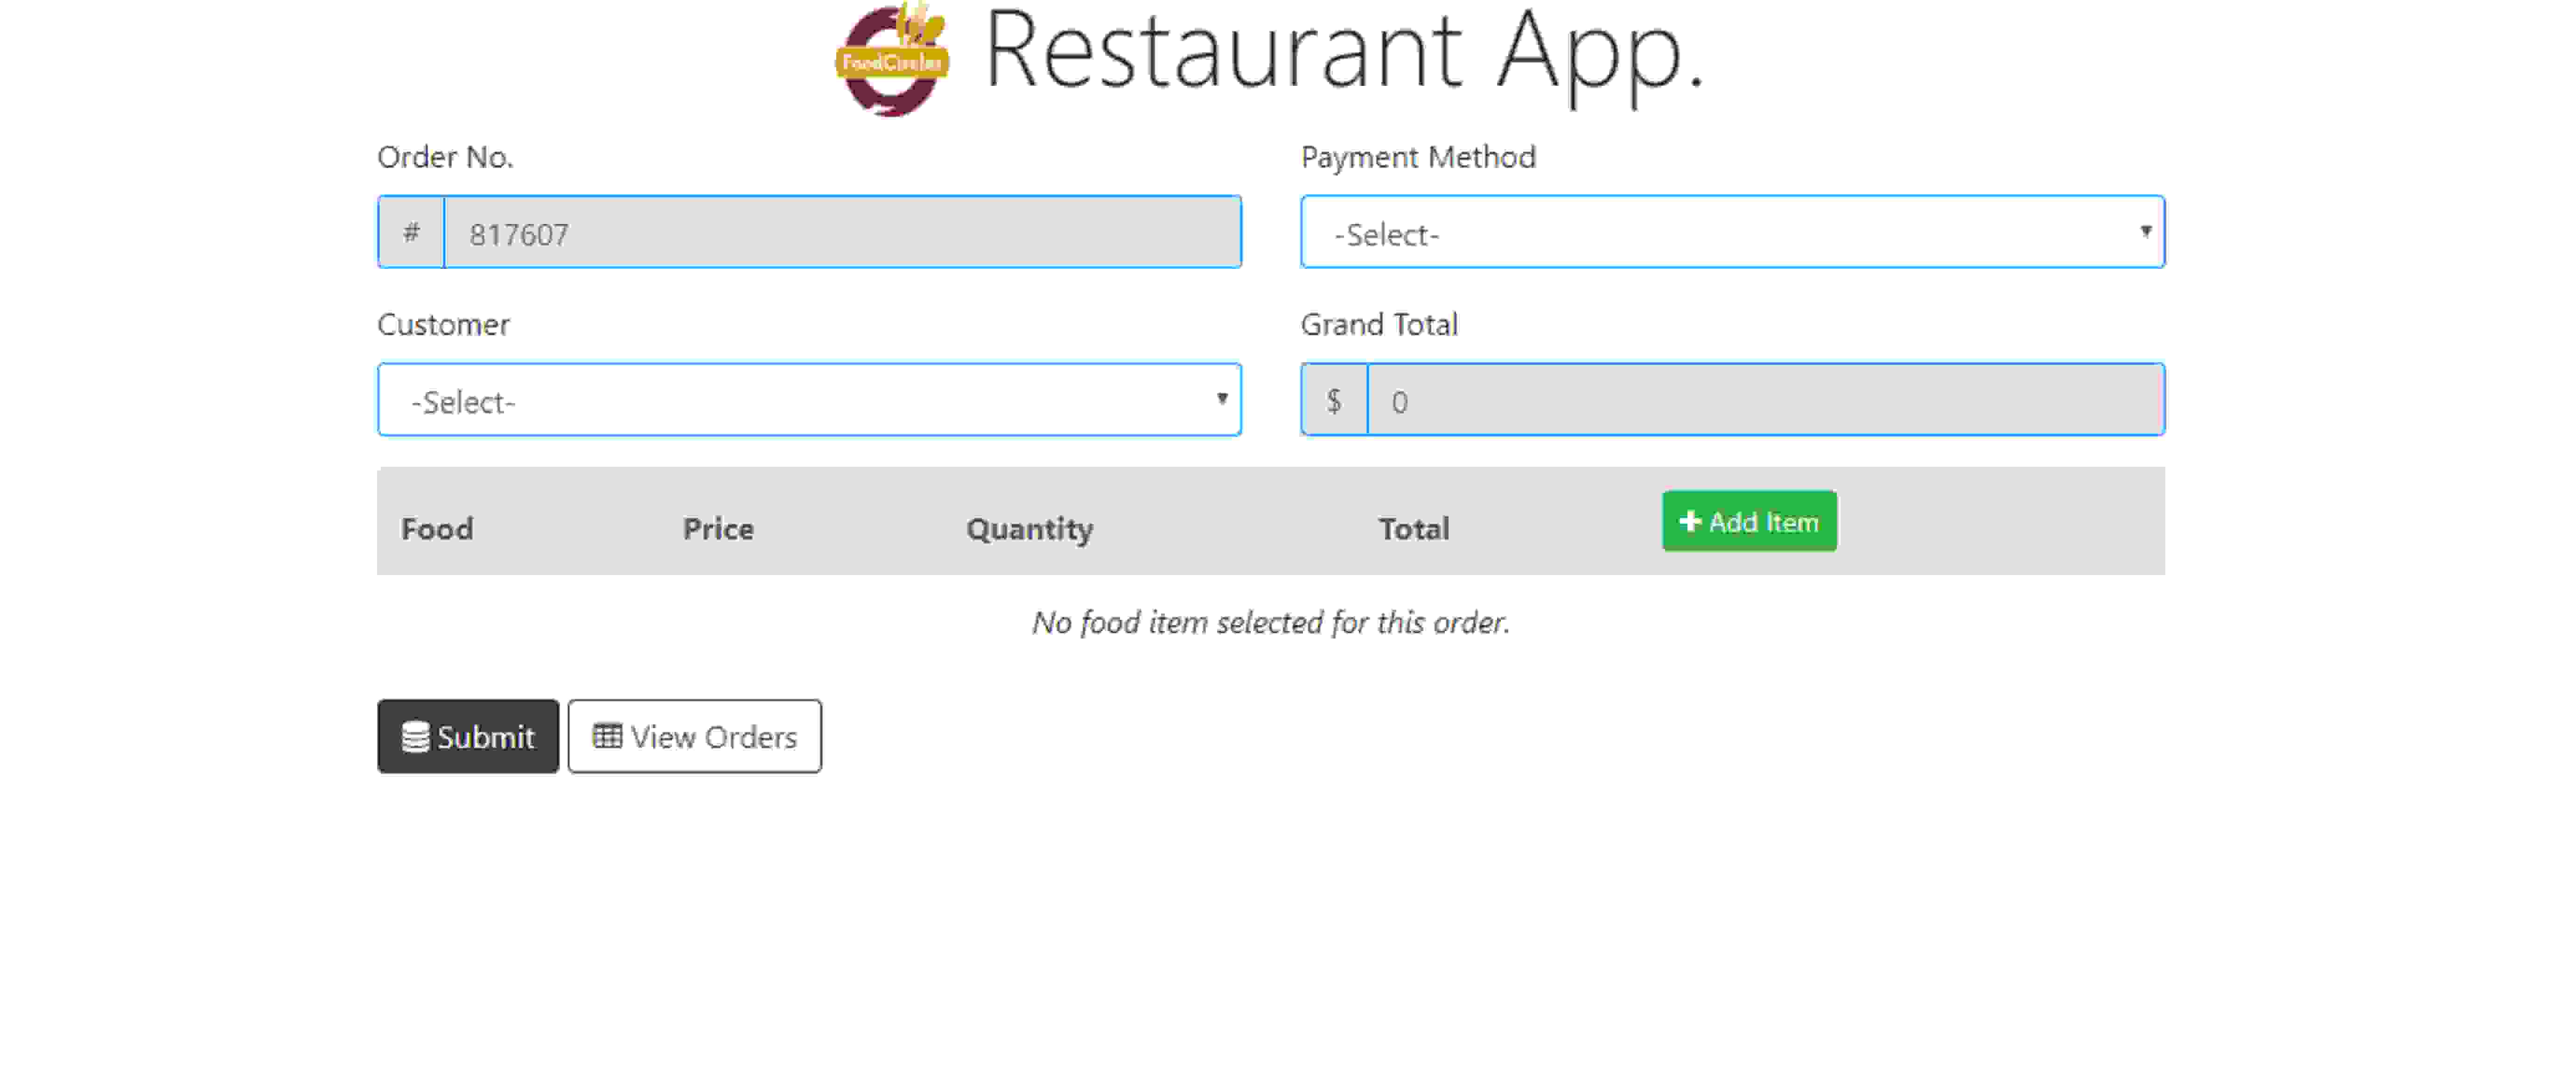 FoodCircles
Restaurant App.
Order No.
Payment Method
# 817607
-Select-
Customer
Grand Total
-Select-
$ 0
Food Price Quantity Total Add Item
No food item selected for this order.
Submit View Orders